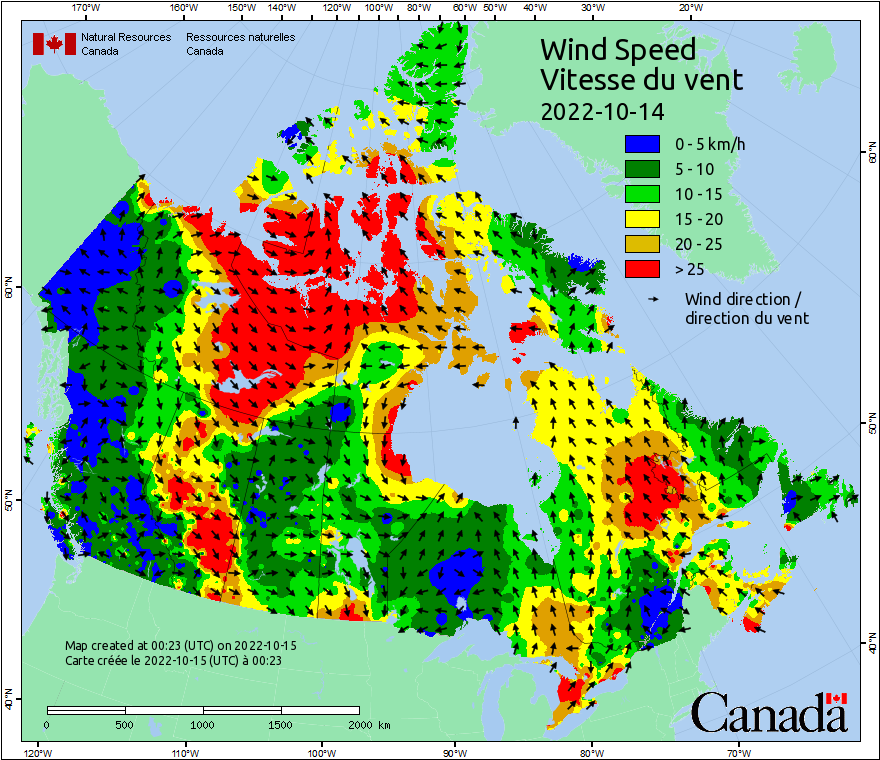 170°W 160°W 150°W 140°W 130°W 120°W 110°W 100°W 90°W 80°W 70°W 60°W 50°W 40°W 30°W 20°W
Natural Resources Canada
Ressources naturelles Canada
Wind Speed
Vitesse du vent
2022-10-14
0 - 5 km/h
5 - 10
10 - 15
15 - 20
20 - 25
> 25
Wind direction /
direction du vent
60°N
50°N
40°N
60°N
50°N
40°N
Map created at 00:23 (UTC) on 2022-10-15
Carte créée le 2022-10-15 (UTC) à 00:23
0 500 1000 1500 2000 km
Canada
120°W 110°W 100°W 90°W 80°W 70°W